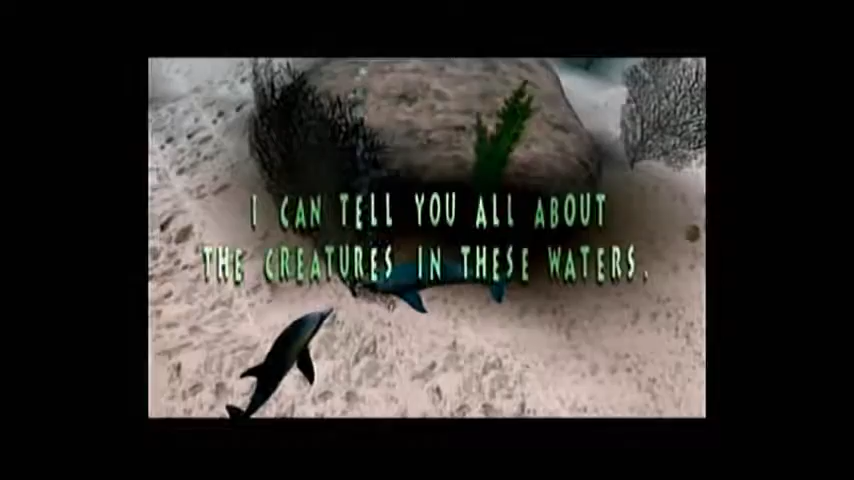 I CAN TELL YOU ALL ABOUT
THE CREATURES IN THESE WATERS.